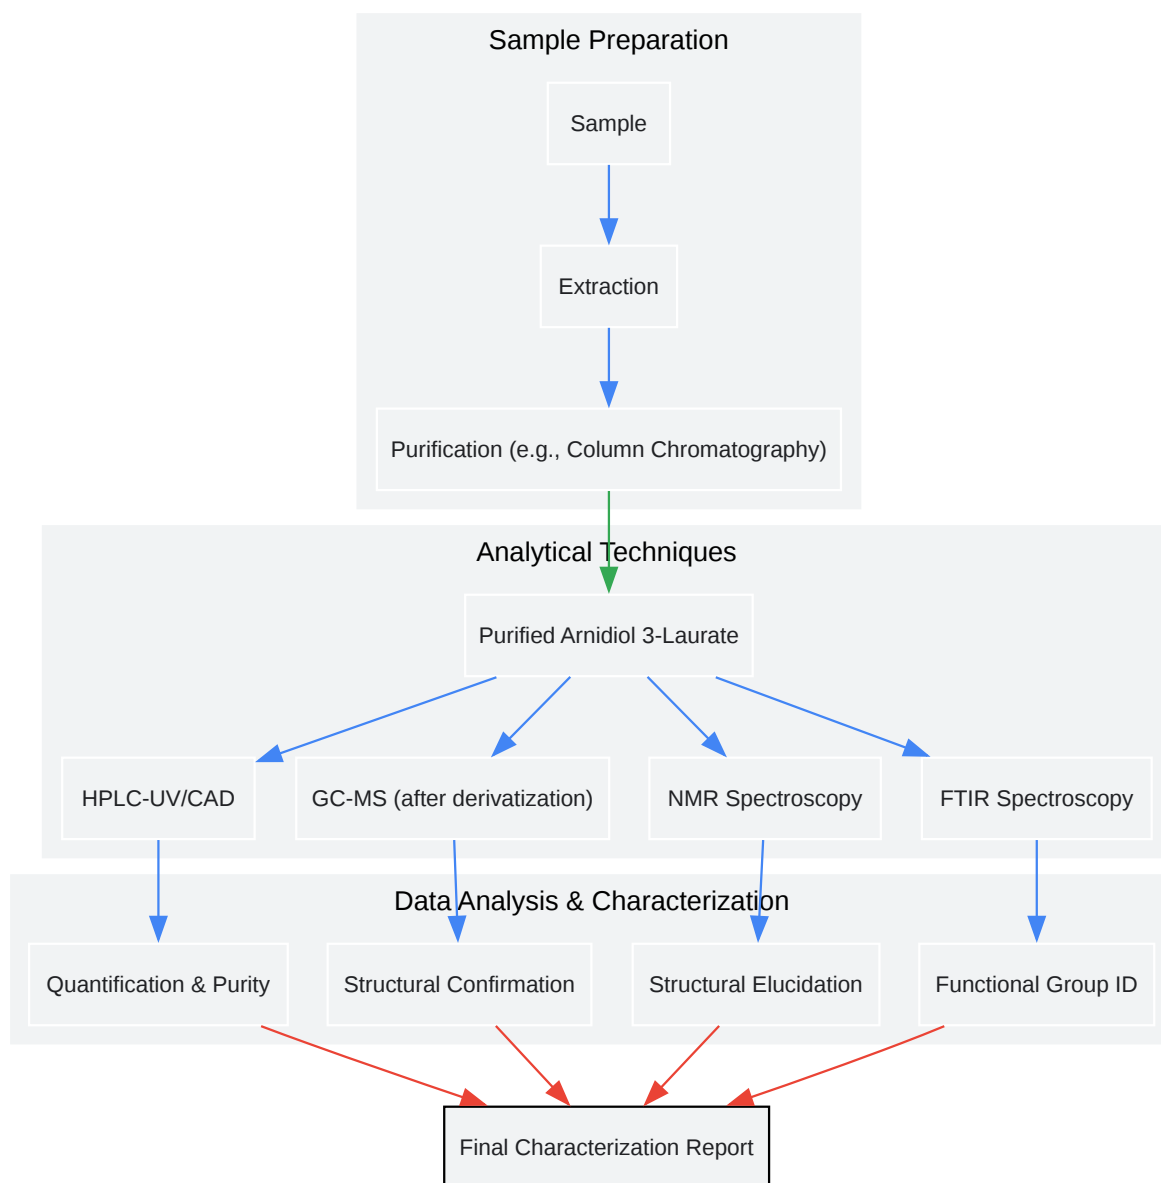 Sample Preparation
Sample
Extraction
Purification (e.g., Column Chromatography)
Analytical Techniques
Purified Arnidiol 3-Laurate
HPLC-UV/CAD
GC-MS (after derivatization)
NMR Spectroscopy
FTIR Spectroscopy
Data Analysis & Characterization
Quantification & Purity
Structural Confirmation
Structural Elucidation
Functional Group ID
Final Characterization Report